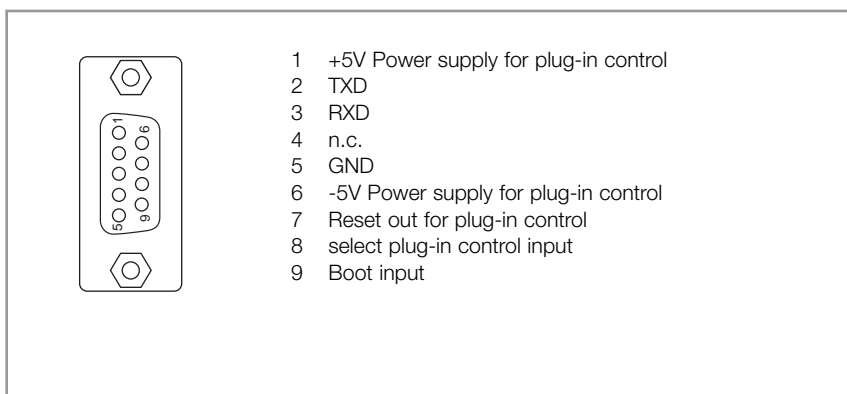 1 +5V Power supply for plug-in control
2 TXD
3 RXD
4 n.c.
5 GND
6 -5V Power supply for plug-in control
7 Reset out for plug-in control
8 select plug-in control input
9 Boot input
1
6
5
9